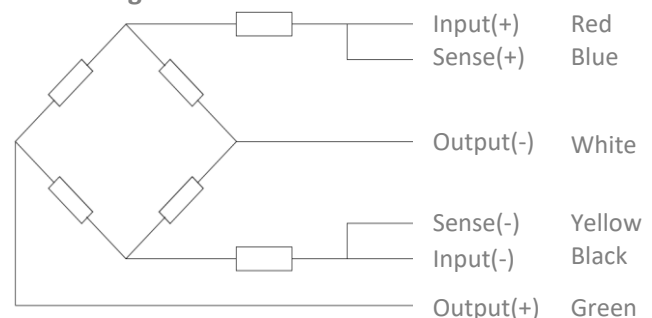 Input(+) Red
Sense(+) Blue
Output(-) White
Sense(-) Yellow
Input(-) Black
Output(+) Green